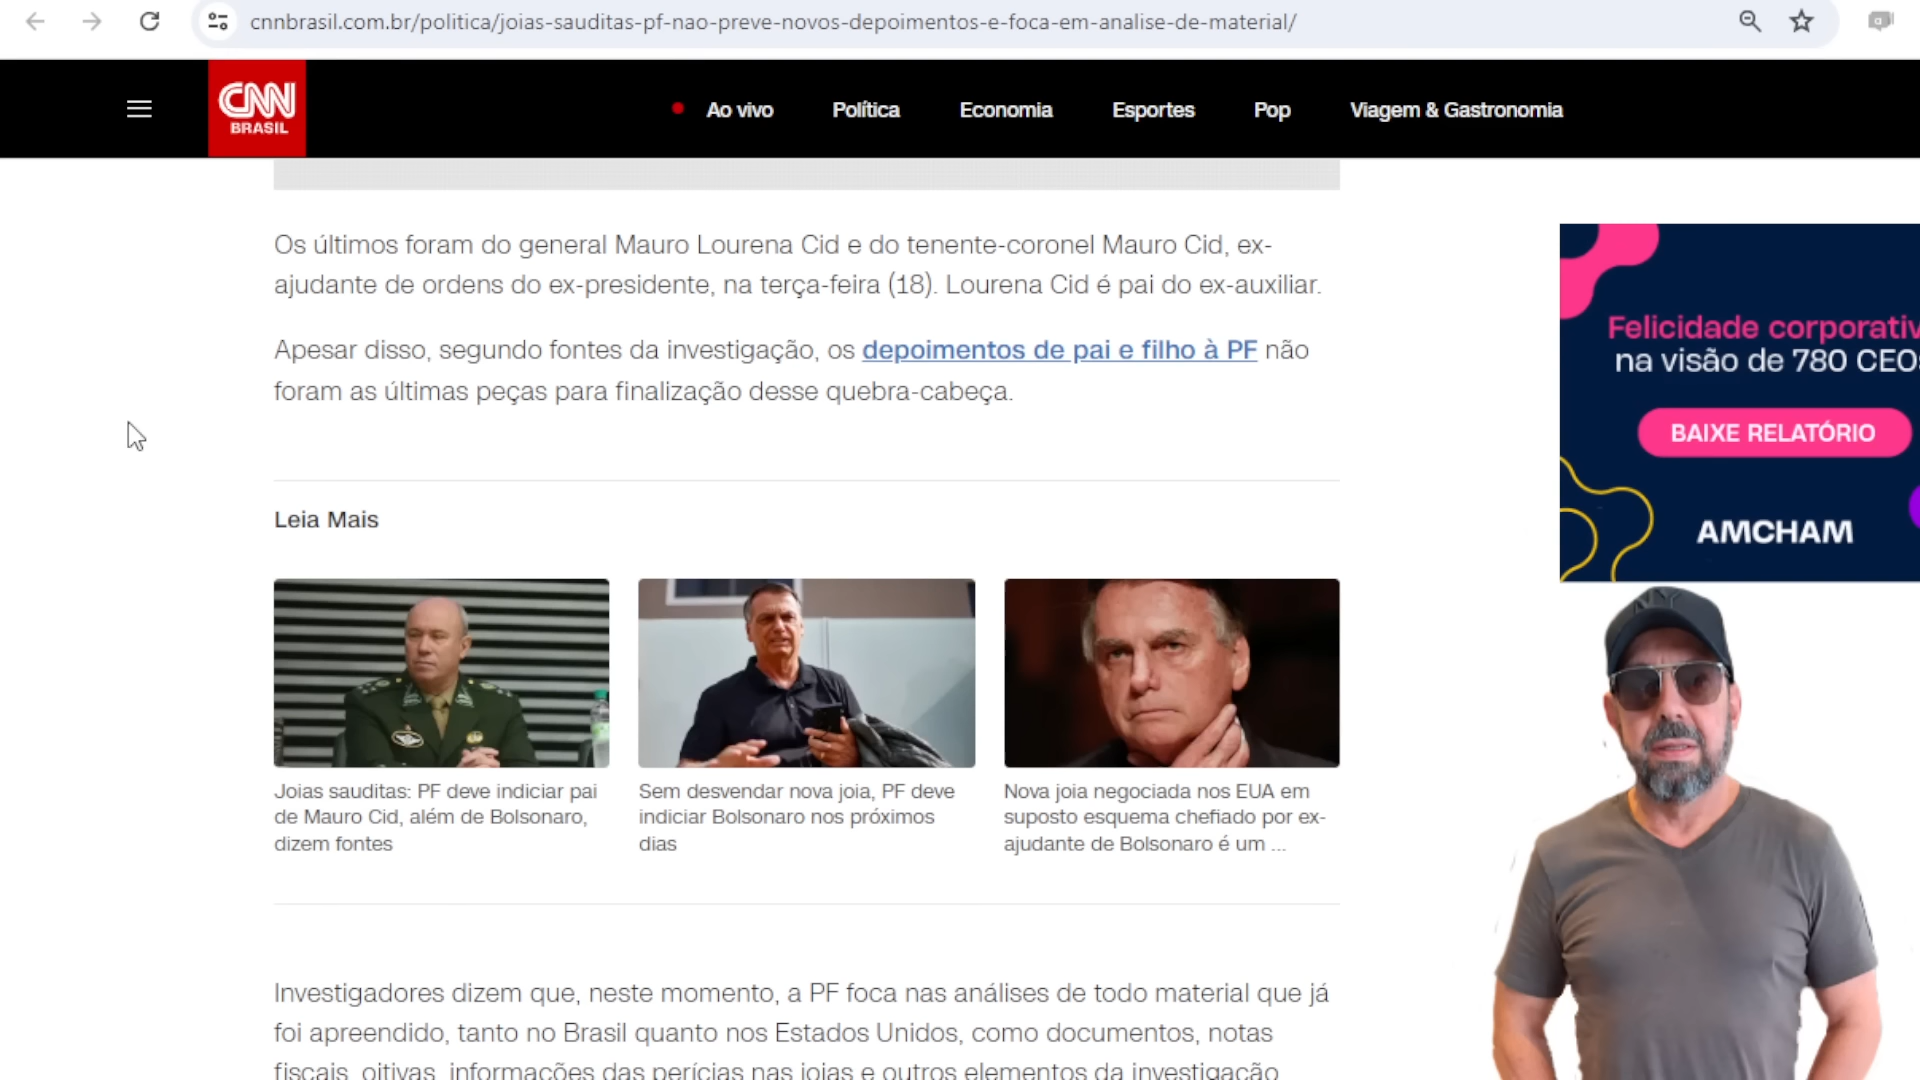 cnnbrasil.com.br/politica/joias-sauditas-pf-nao-preve-novos-depoimentos-e-foca-em-analise-de-material/
CNN
BRASIL
Ao vivo
Política
Economia
Esportes
Pop
Viagem & Gastronomia
Os últimos foram do general Mauro Lourena Cid e do tenente-coronel Mauro Cid, ex-
ajudante de ordens do ex-presidente, na terça-feira (18). Lourena Cid é pai do ex-auxiliar.
Apesar disso, segundo fontes da investigação, os depoimentos de pai e filho à PF não
foram as últimas peças para finalização desse quebra-cabeça.
Leia Mais
Joias sauditas: PF deve indiciar pai
de Mauro Cid, além de Bolsonaro,
dizem fontes
Sem desvendar nova joia, PF deve
indiciar Bolsonaro nos próximos
dias
Nova joia negociada nos EUA em
suposto esquema chefiado por ex-
ajudante de Bolsonaro é um ...
Investigadores dizem que, neste momento, a PF foca nas análises de todo material que já
foi apreendido, tanto no Brasil quanto nos Estados Unidos, como documentos, notas
fiscais, oitivas, informações das perícias nas joias e outros elementos da investigação
Felicidade corporativ
na visão de 780 CEOs
BAIXE RELATÓRIO
AMCHAM
NY